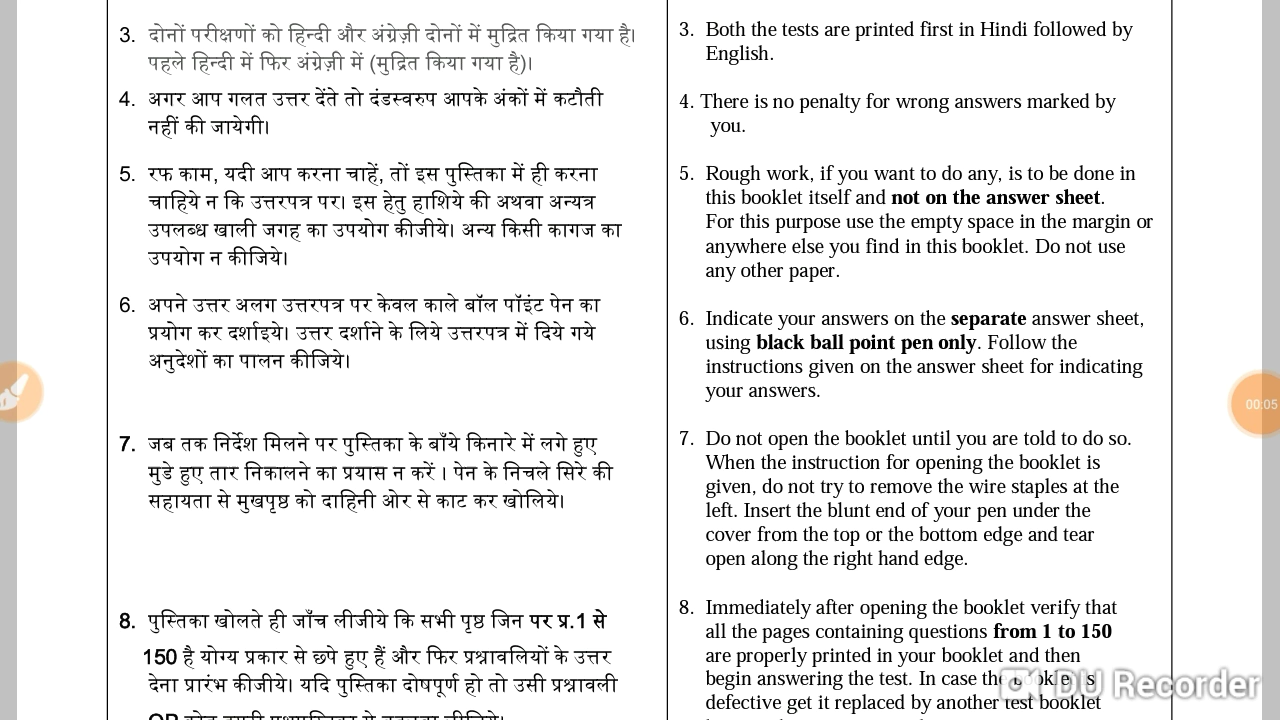 3. दोनों परीक्षणों को हिन्दी और अंग्रेज़ी दोनों में मुद्रित किया गया है।
पहले हिन्दी में फिर अंग्रेज़ी में (मुद्रित किया गया है)।
4. अगर आप गलत उत्तर देंते तो दंडस्वरुप आपके अंकों में कटौती
नहीं की जायेगी।
5. रफ काम, यदी आप करना चाहें, तों इस पुस्तिका में ही करना
चाहिये न कि उत्तरपत्र पर। इस हेतु हाशिये की अथवा अन्यत्र
उपलब्ध खाली जगह का उपयोग कीजीये। अन्य किसी कागज का
उपयोग न कीजिये।
6. अपने उत्तर अलग उत्तरपत्र पर केवल काले बॉल पॉइंट पेन का
प्रयोग कर दर्शाइये। उत्तर दर्शाने के लिये उत्तरपत्र में दिये गये
अनुदेशों का पालन कीजिये।
7. जब तक निर्देश मिलने पर पुस्तिका के बाँये किनारे में लगे हुए
मुडे हुए तार निकालने का प्रयास न करें । पेन के निचले सिरे की
सहायता से मुखपृष्ठ को दाहिनी ओर से काट कर खोलिये।
8. पुस्तिका खोलते ही जाँच लीजीये कि सभी पृष्ठ जिन पर प्र.1 से
150 है योग्य प्रकार से छपे हुए हैं और फिर प्रश्नावलियों के उत्तर
देना प्रारंभ कीजीये। यदि पुस्तिका दोषपूर्ण हो तो उसी प्रश्नावली
3. Both the tests are printed first in Hindi followed by
English.
4. There is no penalty for wrong answers marked by
you.
5. Rough work, if you want to do any, is to be done in
this booklet itself and not on the answer sheet.
For this purpose use the empty space in the margin or
anywhere else you find in this booklet. Do not use
any other paper.
6. Indicate your answers on the separate answer sheet,
using black ball point pen only. Follow the
instructions given on the answer sheet for indicating
your answers.
7. Do not open the booklet until you are told to do so.
When the instruction for opening the booklet is
given, do not try to remove the wire staples at the
left. Insert the blunt end of your pen under the
cover from the top or the bottom edge and tear
open along the right hand edge.
8. Immediately after opening the booklet verify that
all the pages containing questions from 1 to 150
are properly printed in your booklet and then
begin answering the test. In case the booklet is
defective get it replaced by another test booklet
00:05
DU Recorder